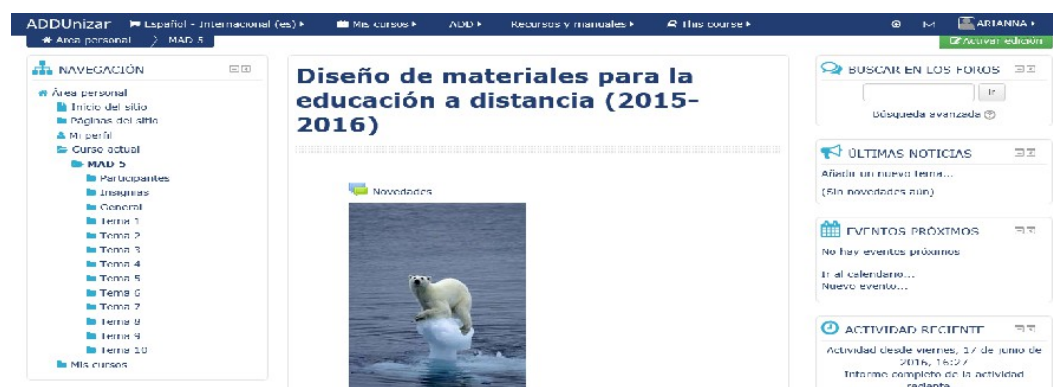 ADDUnizar Español - Internacional (es) Mis cursos ADD Recursos y manuales This course ARIANNA
Área personal MAD 5 Activar edición
NAVEGACIÓN
Área personal
Inicio del sitio
Páginas del sitio
Mi perfil
Curso actual
MAD 5
Participantes
Insignias
General
Tema 1
Tema 2
Tema 3
Tema 4
Tema 5
Tema 6
Tema 7
Tema 8
Tema 9
Tema 10
Mis cursos
Diseño de materiales para la
educación a distancia (2015-
2016)
Novedades
BUSCAR EN LOS FOROS
Ir
Búsqueda avanzada
ÚLTIMAS NOTICIAS
Añadir un nuevo tema...
(Sin novedades aún)
EVENTOS PRÓXIMOS
No hay eventos próximos
Ir al calendario...
Nuevo evento...
ACTIVIDAD RECIENTE
Actividad desde viernes, 17 de junio de
2016, 16:27
Informe completo de la actividad
reciente